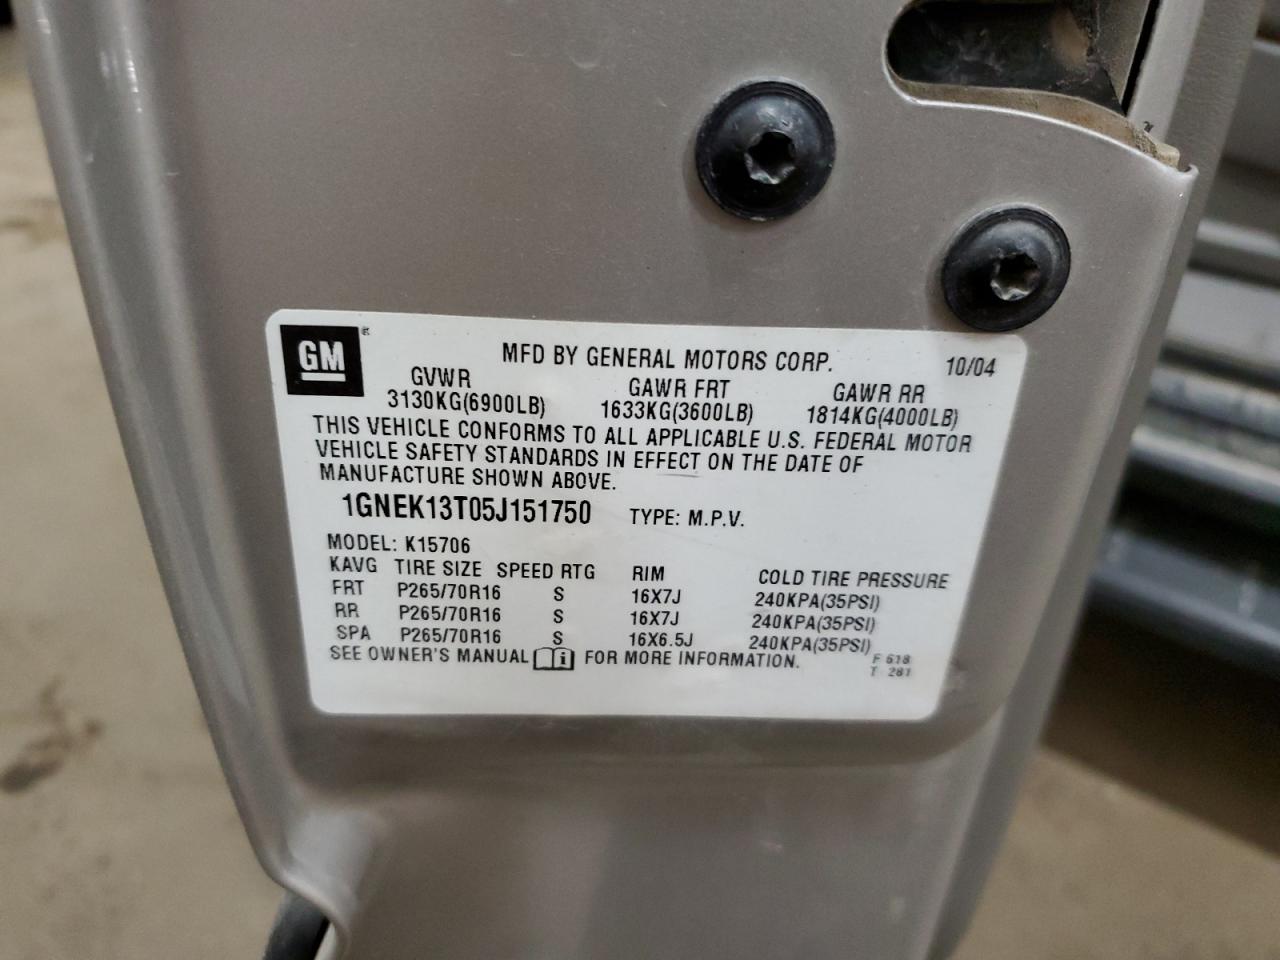 GM ®
MFD BY GENERAL MOTORS CORP. 10/04
GVWR GAWR FRT GAWR RR
3130KG(6900LB) 1633KG(3600LB) 1814KG(4000LB)
THIS VEHICLE CONFORMS TO ALL APPLICABLE U.S. FEDERAL MOTOR
VEHICLE SAFETY STANDARDS IN EFFECT ON THE DATE OF
MANUFACTURE SHOWN ABOVE.
1GNEK13T05J151750 TYPE: M.P.V.
MODEL: K15706
KAVG TIRE SIZE SPEED RTG RIM COLD TIRE PRESSURE
FRT P265/70R16 S 16X7J 240KPA(35PSI)
RR P265/70R16 S 16X7J 240KPA(35PSI)
SPA P265/70R16 S 16X6.5J 240KPA(35PSI)
SEE OWNER'S MANUAL i FOR MORE INFORMATION.
F 618
T 281